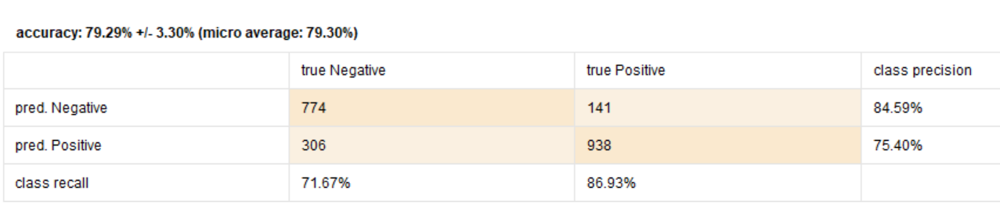 accuracy: 79.29% +/- 3.30% (micro average: 79.30%)
true Negative true Positive class precision
pred. Negative 774 141 84.59%
pred. Positive 306 938 75.40%
class recall 71.67% 86.93%